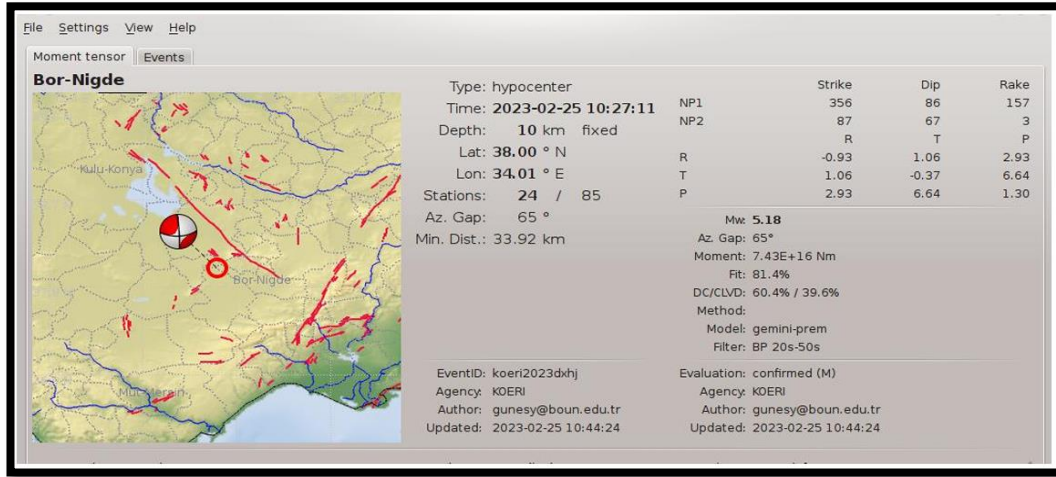 File Settings View Help
Moment tensor Events
Bor-Nigde
Kulu-Konya
Bor-Nigde
Mut-Mersin
Type: hypocenter
Time: 2023-02-25 10:27:11
Depth: 10 km fixed
Lat: 38.00 ° N
Lon: 34.01 ° E
Stations: 24 / 85
Az. Gap: 65 °
Min. Dist.: 33.92 km
Strike Dip Rake
NP1 356 86 157
NP2 87 67 3
R T P
R -0.93 1.06 2.93
T 1.06 -0.37 6.64
P 2.93 6.64 1.30
Mw: 5.18
Az. Gap: 65°
Moment: 7.43E+16 Nm
Fit: 81.4%
DC/CLVD: 60.4% / 39.6%
Method:
Model: gemini-prem
Filter: BP 20s-50s
EventID: koeri2023dxhj
Agency: KOERI
Author: gunesy@boun.edu.tr
Updated: 2023-02-25 10:44:24
Evaluation: confirmed (M)
Agency: KOERI
Author: gunesy@boun.edu.tr
Updated: 2023-02-25 10:44:24